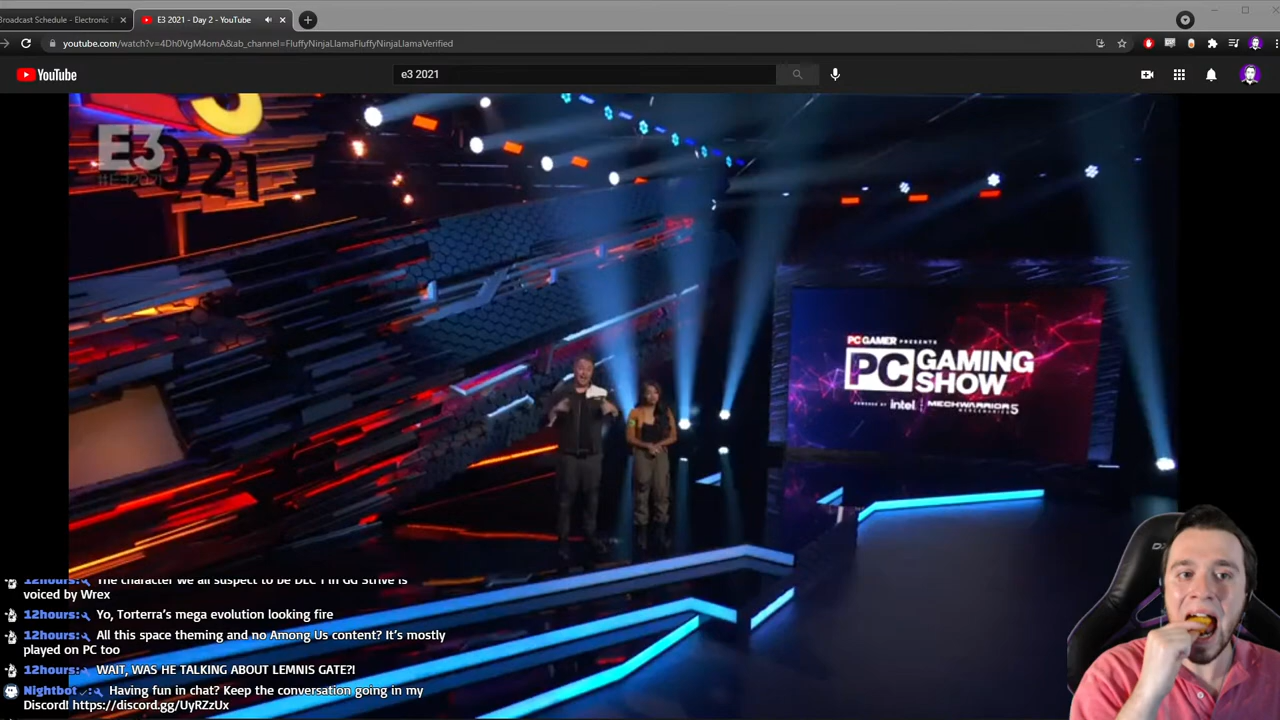 Broadcast Schedule - Electronic
E3 2021 - Day 2 - YouTube
youtube.com/watch?v=4Dh0VgM4omA&ab_channel=FluffyNinjaLlamaFluffyNinjaLlamaVerified
YouTube
e3 2021
E3
#E32021
2021
PC GAMER PRESENTS
PC GAMING SHOW
POWERED BY intel MECHWARRIOR 5
MERCENARIES
12hours: The character we all suspect to be DLC 1 in GG Strive is
voiced by Wrex
12hours: Yo, Torterra's mega evolution looking fire
12hours: All this space theming and no Among Us content? It's mostly
played on PC too
12hours: WAIT, WAS HE TALKING ABOUT LEMNIS GATE?!
Nightbot: Having fun in chat? Keep the conversation going in my
Discord! https://discord.gg/UyRZzUx